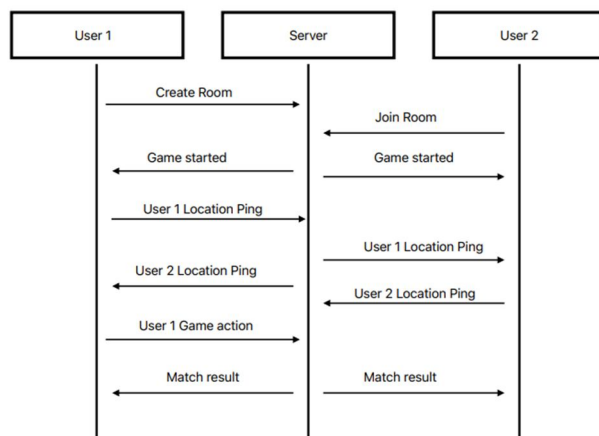 User 1
Server
User 2
Create Room
Join Room
Game started
Game started
User 1 Location Ping
User 1 Location Ping
User 2 Location Ping
User 2 Location Ping
User 1 Game action
Match result
Match result